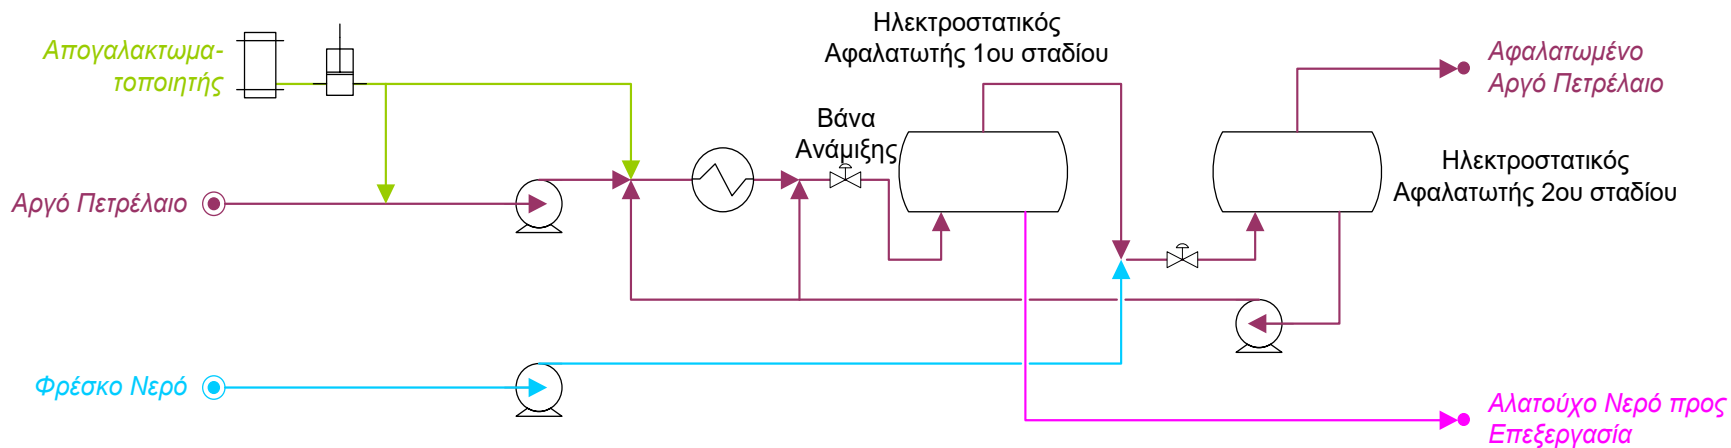 Απογαλακτωμα-
τοποιητής
Ηλεκτροστατικός
Αφαλατωτής 1ου σταδίου
Αφαλατωμένο
Αργό Πετρέλαιο
Βάνα
Ανάμιξης
Ηλεκτροστατικός
Αφαλατωτής 2ου σταδίου
Αργό Πετρέλαιο
Φρέσκο Νερό
Αλατούχο Νερό προς
Επεξεργασία